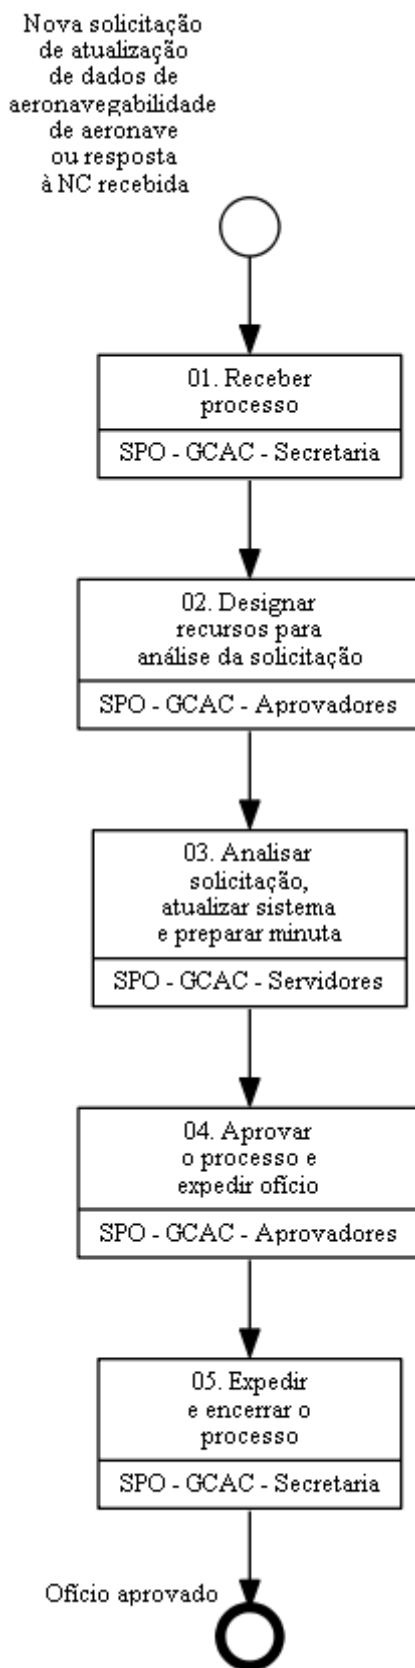 Nova solicitação
de atualização
de dados de
aeronavegabilidade
de aeronave
ou resposta
à NC recebida
01. Receber
processo
SPO - GCAC - Secretaria
02. Designar
recursos para
análise da solicitação
SPO - GCAC - Aprovadores
03. Analisar
solicitação,
atualizar sistema
e preparar minuta
SPO - GCAC - Servidores
04. Aprovar
o processo e
expedir ofício
SPO - GCAC - Aprovadores
05. Expedir
e encerrar o
processo
SPO - GCAC - Secretaria
Ofício aprovado